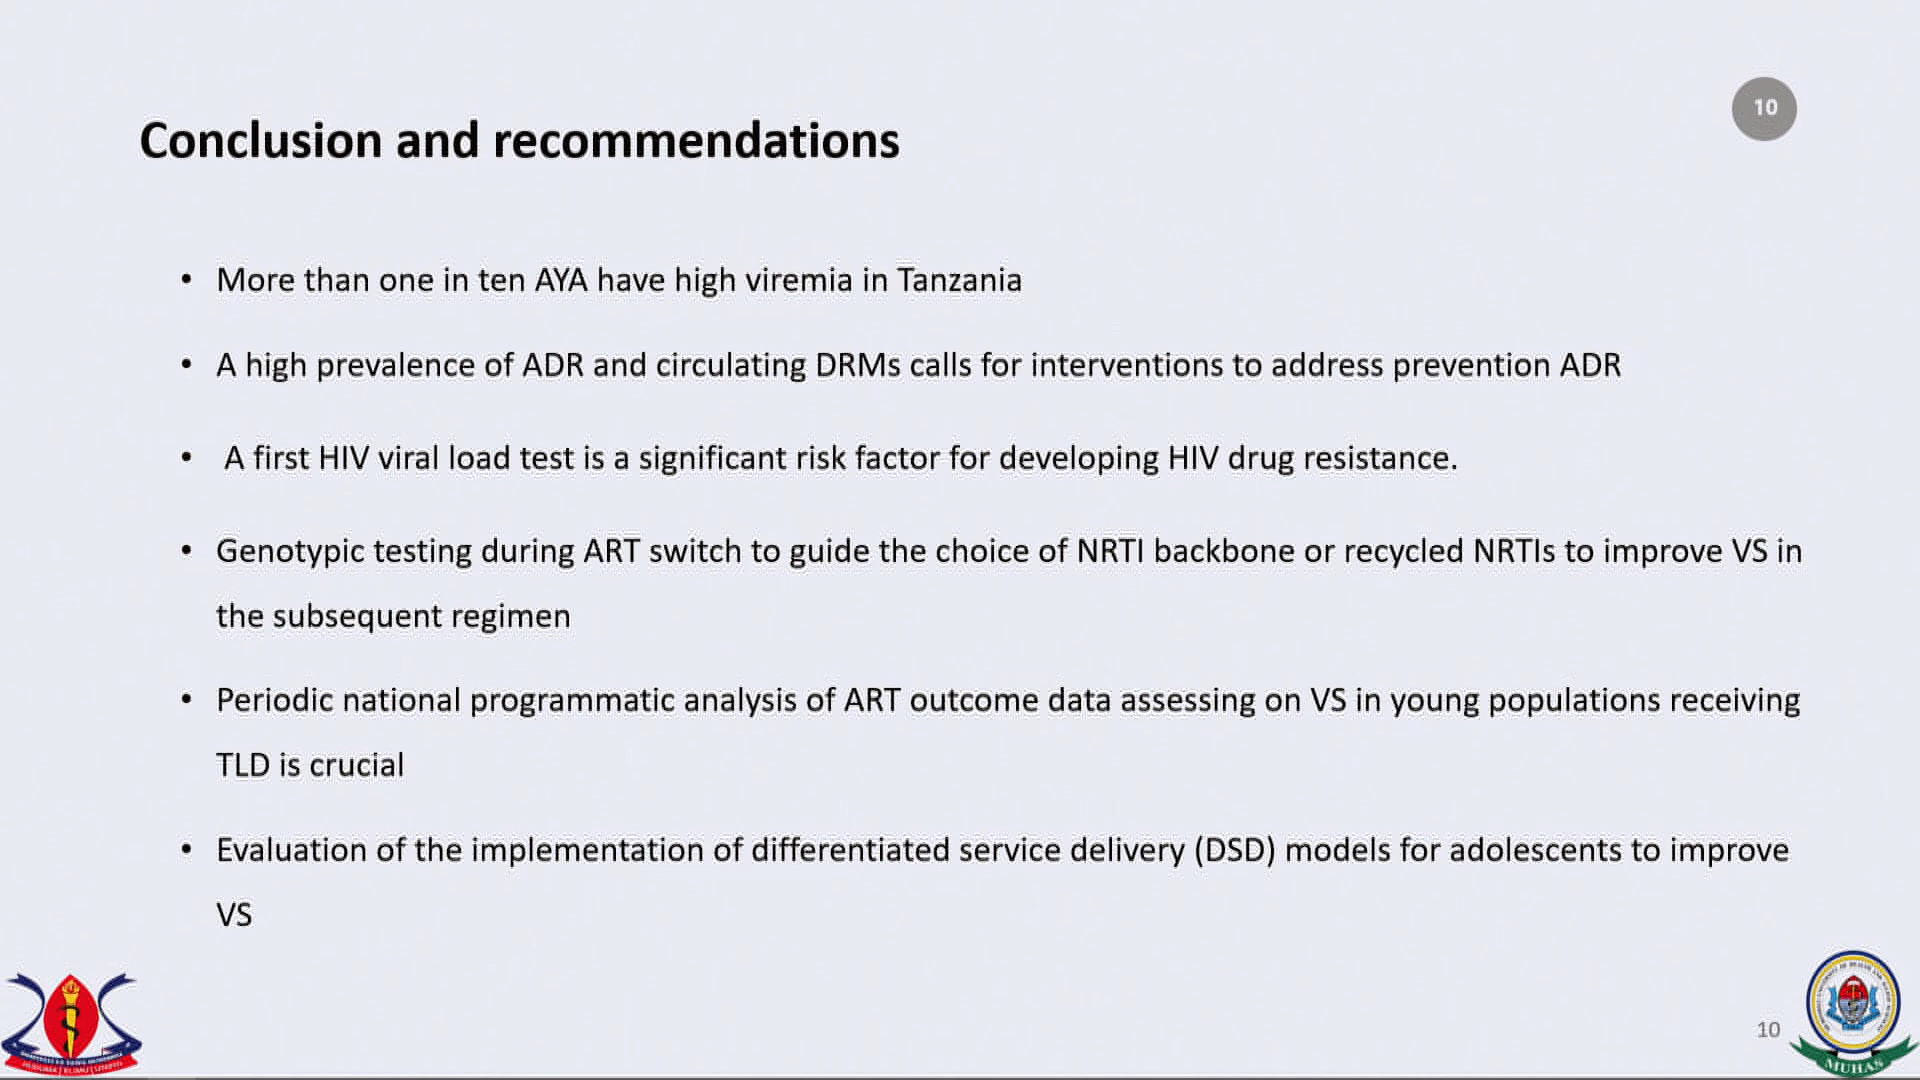 10
Conclusion and recommendations
• More than one in ten AYA have high viremia in Tanzania
• A high prevalence of ADR and circulating DRMs calls for interventions to address prevention ADR
• A first HIV viral load test is a significant risk factor for developing HIV drug resistance.
• Genotypic testing during ART switch to guide the choice of NRTI backbone or recycled NRTIs to improve VS in
the subsequent regimen
• Periodic national programmatic analysis of ART outcome data assessing on VS in young populations receiving
TLD is crucial
• Evaluation of the implementation of differentiated service delivery (DSD) models for adolescents to improve
VS
10
MUHAS